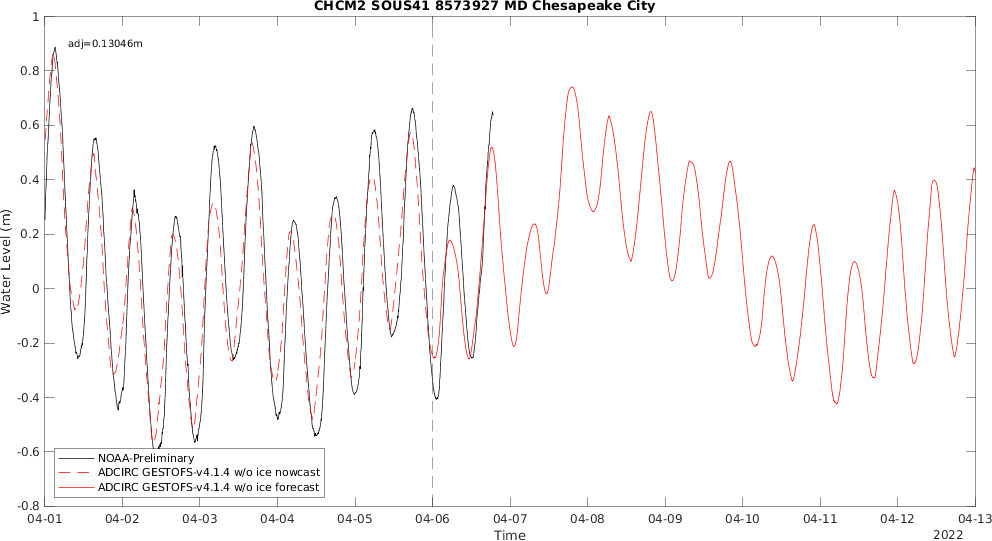 CHCM2 SOUS41 8573927 MD Chesapeake City
adj=0.13046m
Water Level (m)
1
0.8
0.6
0.4
0.2
0
-0.2
-0.4
-0.6
-0.8
NOAA-Preliminary
ADCIRC GESTOFS-v4.1.4 w/o ice nowcast
ADCIRC GESTOFS-v4.1.4 w/o ice forecast
04-01 04-02 04-03 04-04 04-05 04-06 04-07 04-08 04-09 04-10 04-11 04-12 04-13
Time
2022